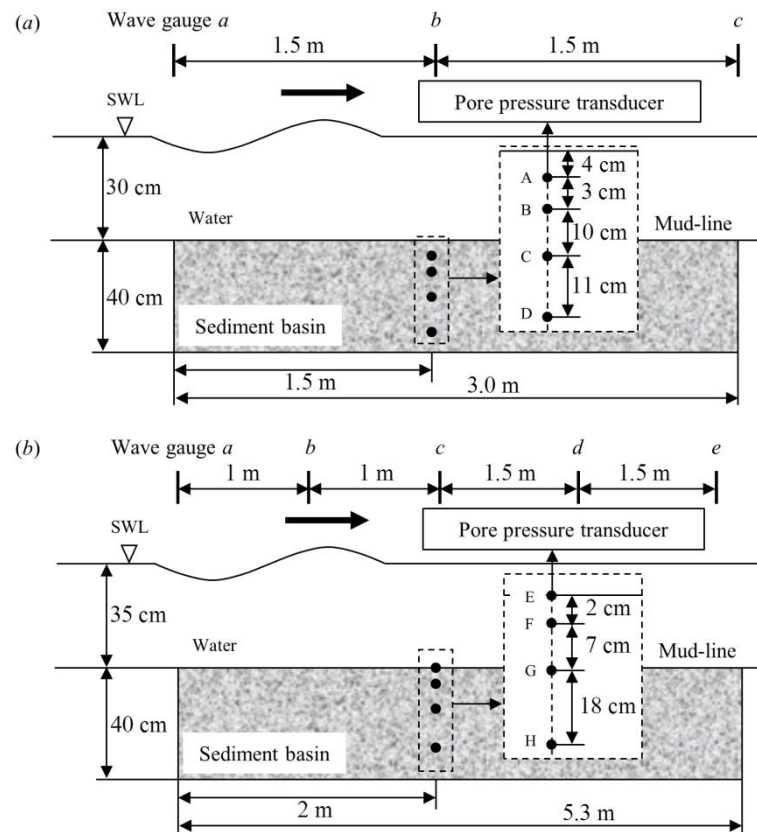 (a) Wave gauge a b c
1.5 m 1.5 m
SWL
Pore pressure transducer
4 cm
A
3 cm
30 cm
B
Water
10 cm
Mud-line
C
40 cm
11 cm
Sediment basin
D
1.5 m
3.0 m
(b) Wave gauge a b c d e
1 m 1 m 1.5 m 1.5 m
SWL
Pore pressure transducer
E
2 cm
35 cm
F
7 cm
Water
Mud-line
G
18 cm
40 cm
Sediment basin
H
2 m
5.3 m